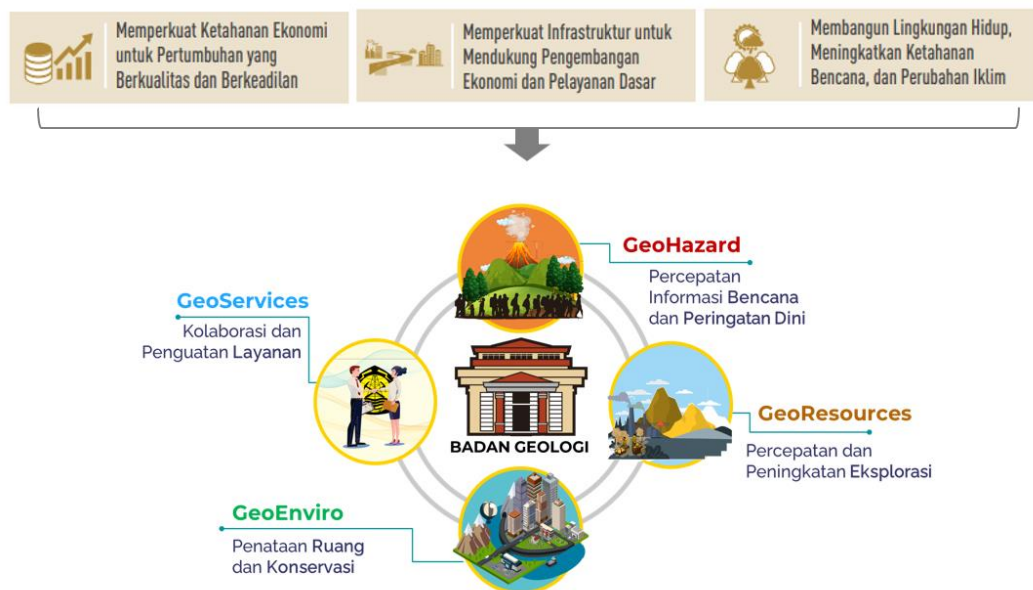 Memperkuat Ketahanan Ekonomi
untuk Pertumbuhan yang
Berkualitas dan Berkeadilan
Memperkuat Infrastruktur untuk
Mendukung Pengembangan
Ekonomi dan Pelayanan Dasar
Membangun Lingkungan Hidup,
Meningkatkan Ketahanan
Bencana, dan Perubahan Iklim
GeoHazard
Percepatan
Informasi Bencana
dan Peringatan Dini
GeoServices
Kolaborasi dan
Penguatan Layanan
BADAN GEOLOGI
GeoResources
Percepatan dan
Peningkatan Eksplorasi
GeoEnviro
Penataan Ruang
dan Konservasi